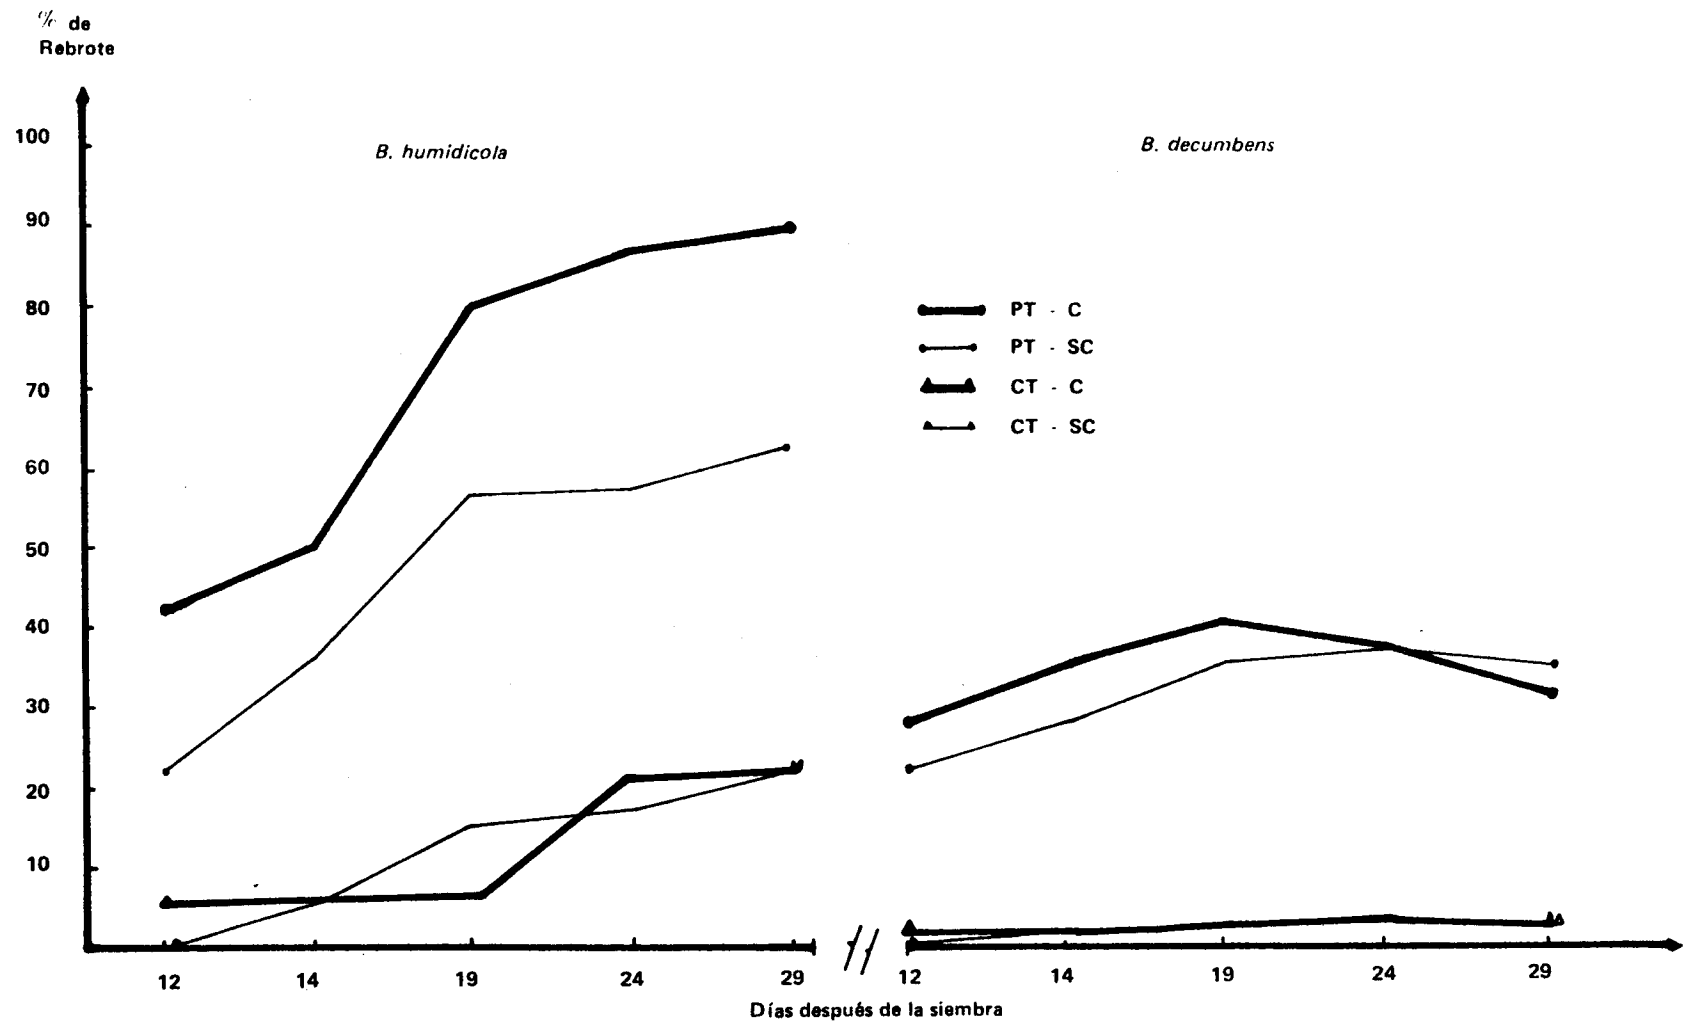 % de
Rebrote
B. humidicola
B. decumbens
100
90
80
70
60
50
40
30
20
10
PT - C
PT - SC
CT - C
CT - SC
12 14 19 24 29 12 14 19 24 29
Días después de la siembra